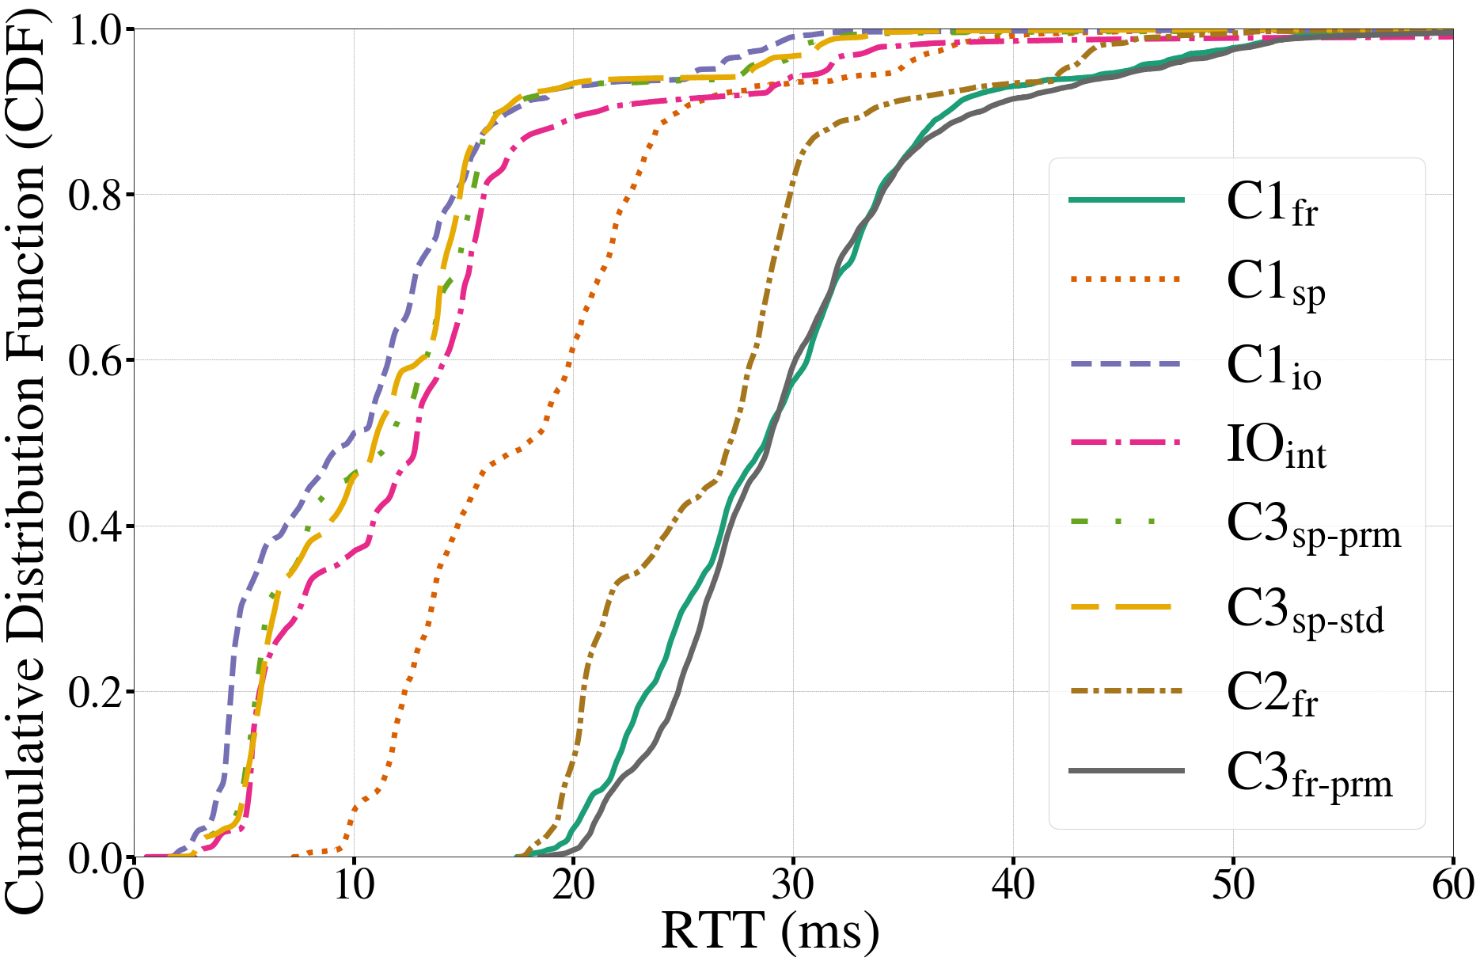 Cumulative Distribution Function (CDF)
1.0
0.8
0.6
0.4
0.2
0.0
0 10 20 30 40 50 60
RTT (ms)
C1fr
C1sp
C1io
IOint
C3sp-prm
C3sp-std
C2fr
C3fr-prm